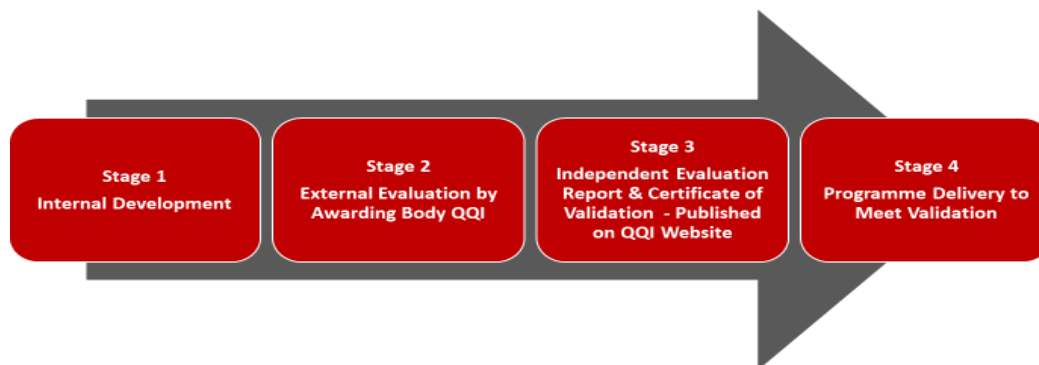 Stage 1
Internal Development
Stage 2
External Evaluation by
Awarding Body QQI
Stage 3
Independent Evaluation
Report & Certificate of
Validation - Published
on QQI Website
Stage 4
Programme Delivery to
Meet Validation